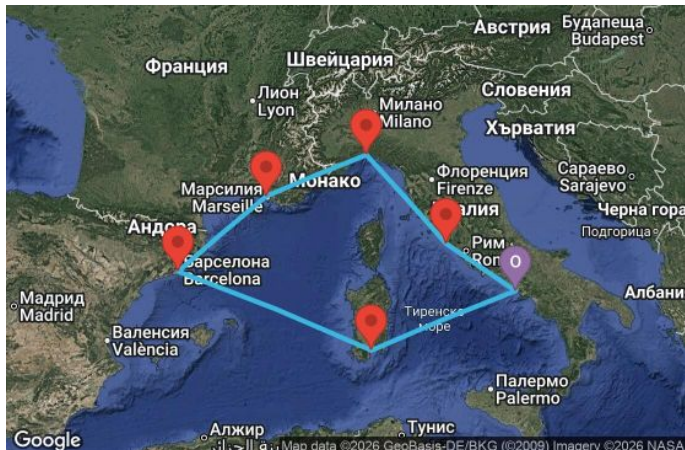 Австрия
Будапеща
Budapest
Швейцария
Франция
Лион
Lyon
Милано
Milano
Словения
Хърватия
Монако
Марсилия
Marseille
Флоренция
Firenze
Сараево
Sarajevo
Андора
Черна гора
Подгорица
Рим
Барселона
Barcelona
O
Мадрид
Madrid
Албани
Тиренско
море
Валенсия
València
Палермо
Palermo
Алжир
Тунис
Google
Map data ©2026 GeoBasis-DE/BKG (©2009) Imagery ©2026 NASA